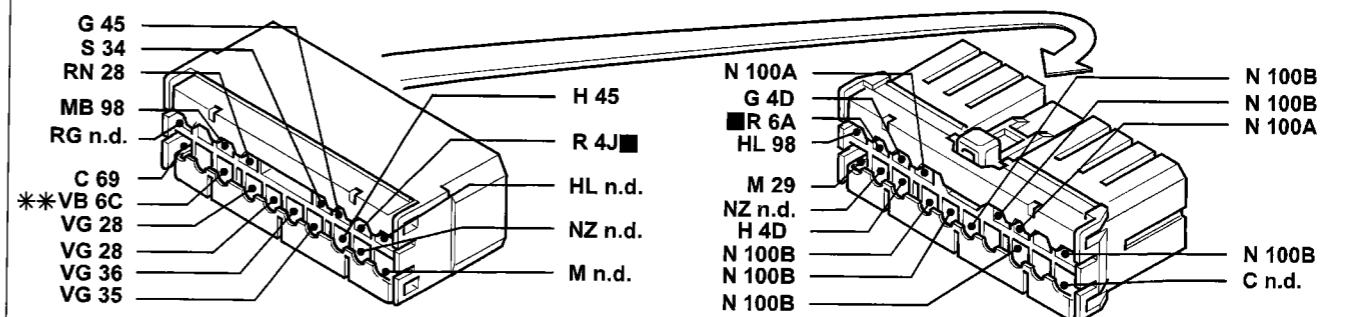 G 45
S 34
RN 28
MB 98
RG n.d.
C 69
✳✳VB 6C
VG 28
VG 28
VG 36
VG 35
H 45
R 4J■
HL n.d.
NZ n.d.
M n.d.
N 100A
G 4D
■R 6A
HL 98
M 29
NZ n.d.
H 4D
N 100B
N 100B
N 100B
N 100B
N 100B
N 100A
N 100B
C n.d.